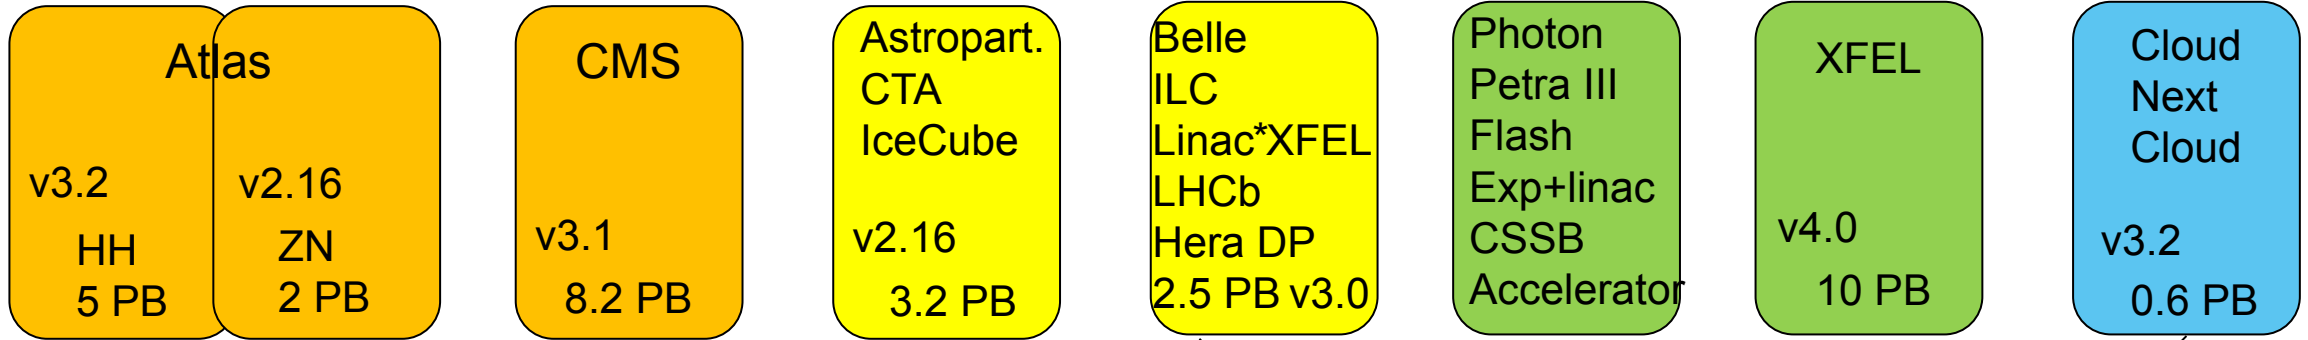 Atlas
v3.2
HH
5 PB
v2.16
ZN
2 PB
CMS
v3.1
8.2 PB
Astropart.
CTA
IceCube
v2.16
3.2 PB
Belle
ILC
Linac*XFEL
LHCb
Hera DP
2.5 PB v3.0
Photon
Petra III
Flash
Exp+linac
CSSB
Accelerator
XFEL
v4.0
10 PB
Cloud
Next
Cloud
v3.2
0.6 PB